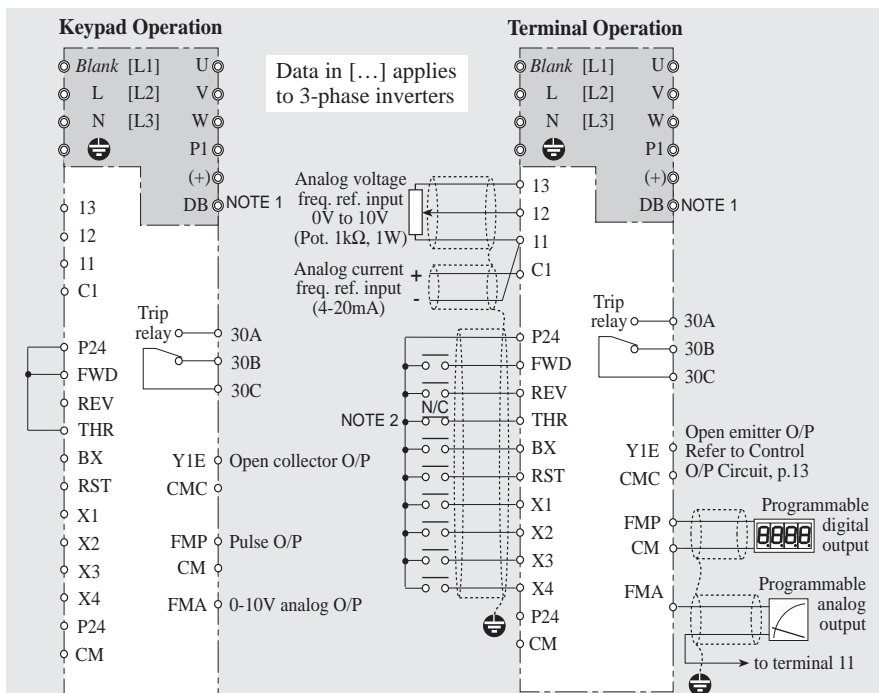 Keypad Operation
Blank [L1] U
L [L2] V
N [L3] W
P1
(+)
DB NOTE 1
13
12
11
C1
Trip
relay
30A
30B
30C
P24
FWD
REV
THR
BX
RST
X1
X2
X3
X4
P24
CM
Y1E Open collector O/P
CMC
FMP Pulse O/P
CM
FMA 0-10V analog O/P
Data in […] applies
to 3-phase inverters
Terminal Operation
Blank [L1] U
L [L2] V
N [L3] W
P1
(+)
DB NOTE 1
Analog voltage
freq. ref. input
0V to 10V
(Pot. 1kΩ, 1W)
13
12
11
Analog current
freq. ref. input
(4-20mA)
+
-
C1
Trip
relay
30A
30B
30C
P24
FWD
REV
N/C
NOTE 2
THR
BX
RST
X1
X2
X3
X4
P24
CM
Y1E
CMC
Open emitter O/P
Refer to Control
O/P Circuit, p.13
FMP
CM
Programmable
digital
output
8.8.8.8
FMA
Programmable
analog
output
to terminal 11